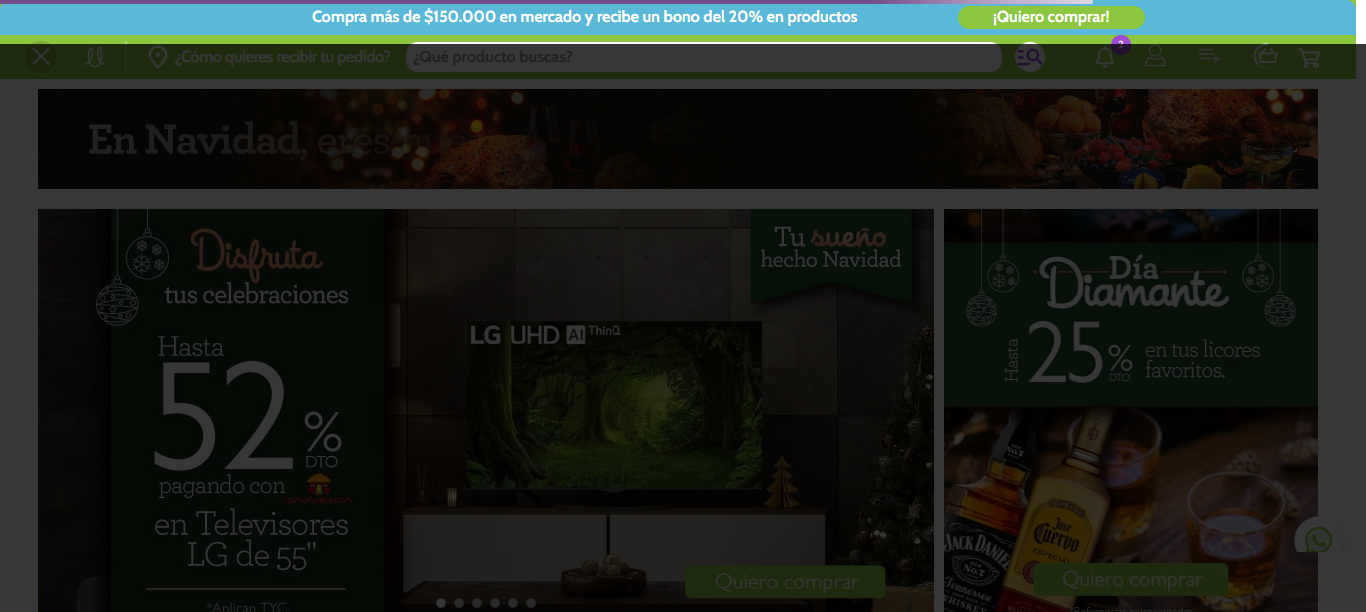 Compra más de $150.000 en mercado y recibe un bono del 20% en productos
¡Quiero comprar!
¿Cómo quieres recibir tu pedido?
¿Qué producto buscas?
2
En Navidad, eres
Disfruta
tus celebraciones
Hasta
52%
DTO
pagando con
DAVIVIENDA
en Televisores
LG de 55"
*Aplican TYC
Tu sueño
hecho Navidad
LG UHD AI ThinQ
Quiero comprar
Día
Diamante
Hasta
25%
DTO
en tus licores
favoritos.
JACK DANIEL
No.7
Tennessee
WHISKEY
Jose
Cuervo
ESPECIAL
Quiero comprar